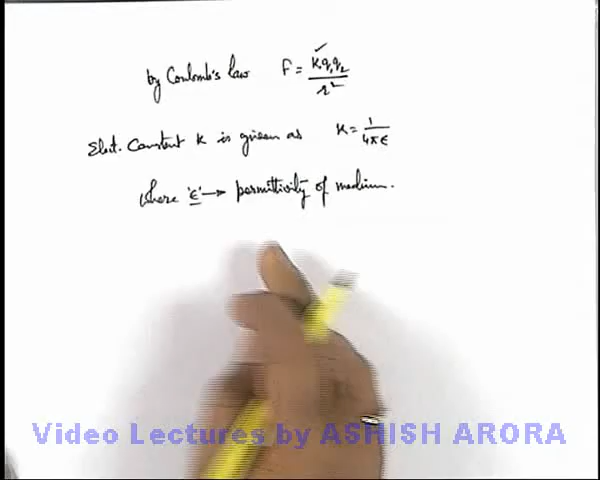 by Coulomb's law F = K q₁q₂ / r²
Elect. Constant K is given as K = 1 / 4πϵ
where 'ϵ' → permittivity of medium.
Video Lectures by ASHISH ARORA